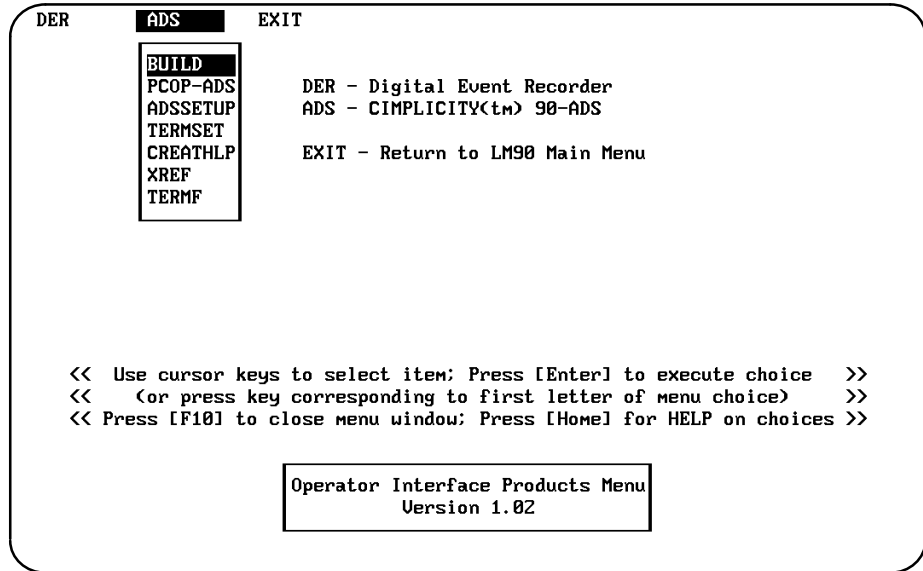 DER ADS EXIT
BUILD
PCOP-ADS DER - Digital Event Recorder
ADSSETUP ADS - CIMPLICITY(tm) 90-ADS
TERMSET
CREATHLP EXIT - Return to LM90 Main Menu
XREF
TERMF
<< Use cursor keys to select item; Press [Enter] to execute choice >>
<< (or press key corresponding to first letter of menu choice) >>
<< Press [F10] to close menu window; Press [Home] for HELP on choices >>
Operator Interface Products Menu
Version 1.02